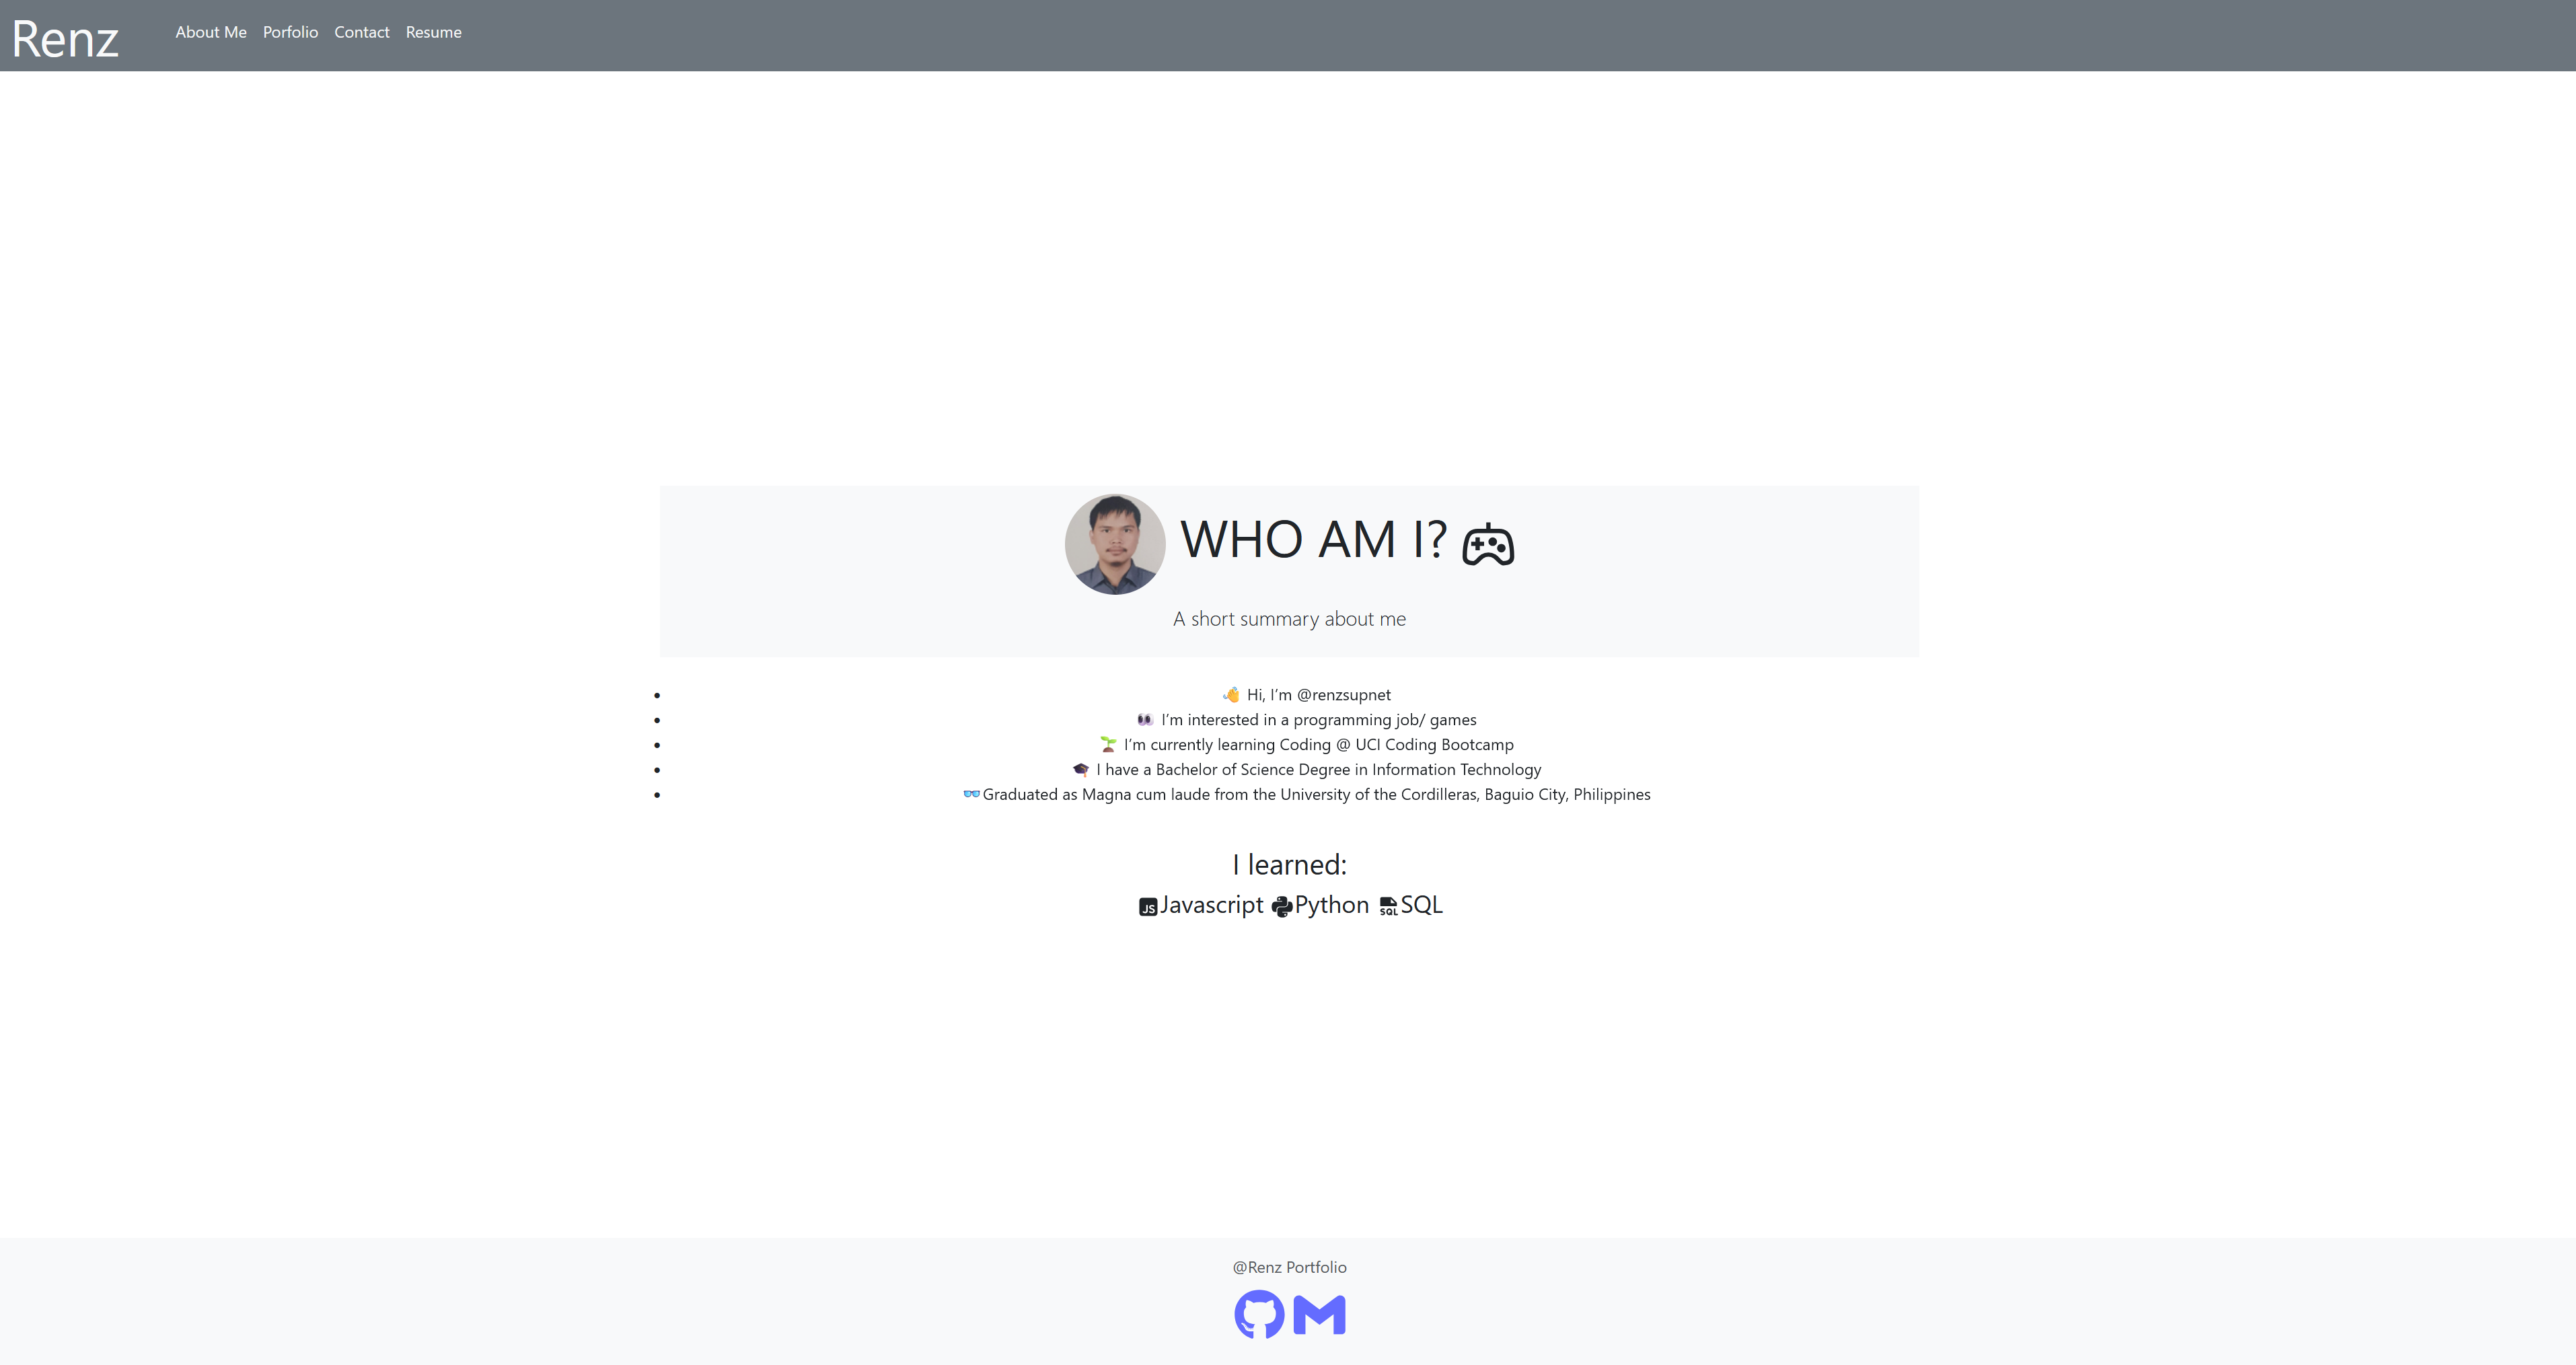 Renz
About Me Porfolio Contact Resume
WHO AM I?
A short summary about me
• 👋 Hi, I’m @renzsupnet
• 👀 I’m interested in a programming job/ games
• 🌱 I’m currently learning Coding @ UCI Coding Bootcamp
• 🎓 I have a Bachelor of Science Degree in Information Technology
• 👓Graduated as Magna cum laude from the University of the Cordilleras, Baguio City, Philippines
I learned:
JS Javascript Python SQL SQL
@Renz Portfolio